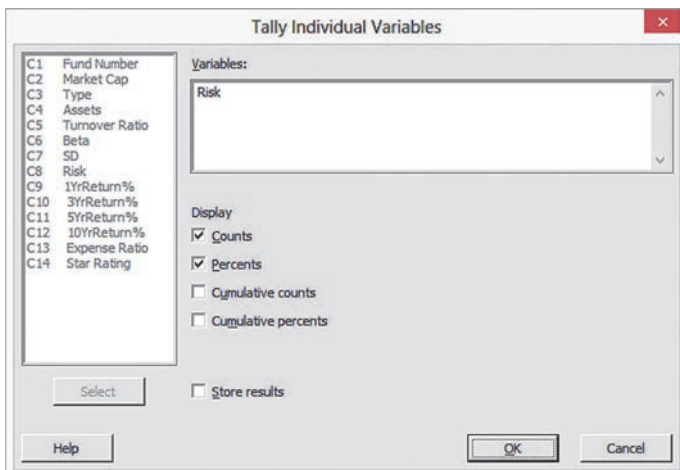 Tally Individual Variables
×
C1 Fund Number
C2 Market Cap
C3 Type
C4 Assets
C5 Turnover Ratio
C6 Beta
C7 SD
C8 Risk
C9 1YrReturn%
C10 3YrReturn%
C11 5YrReturn%
C12 10YrReturn%
C13 Expense Ratio
C14 Star Rating
Variables:
Risk
Display
Counts
Percents
Cumulative counts
Cumulative percents
Select
Store results
Help
OK
Cancel